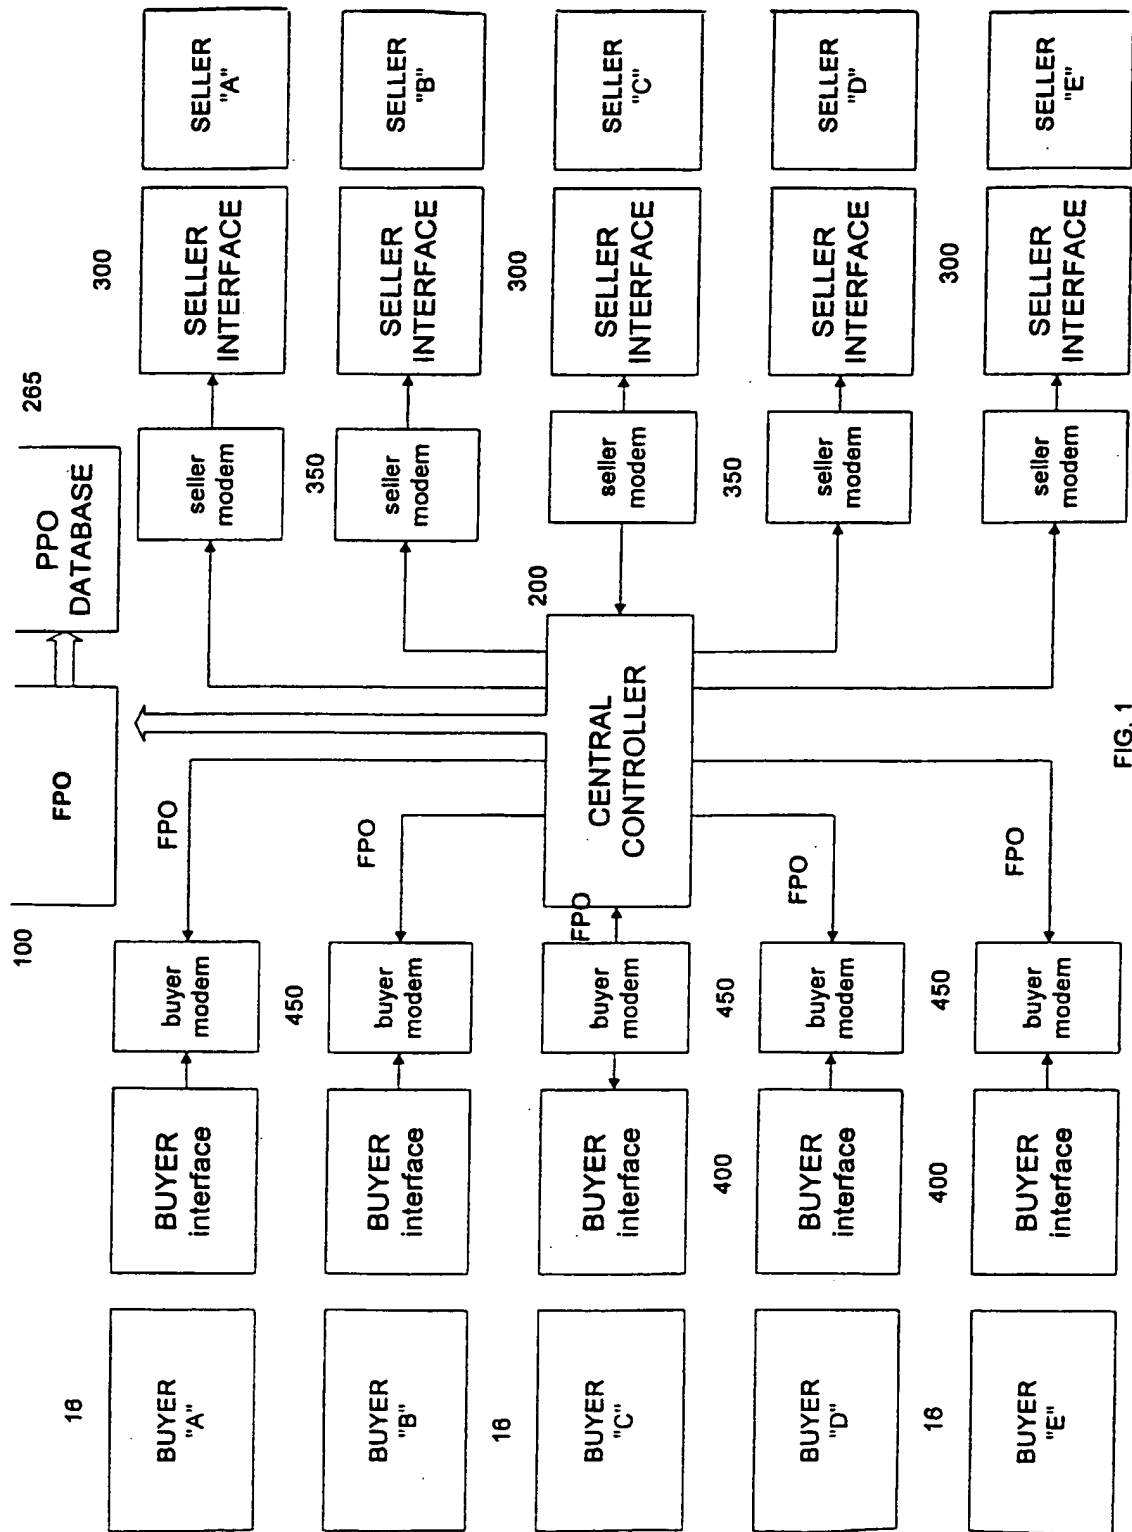 100
265
FPO
PPO
DATABASE
16
300
BUYER
"A"
BUYER
interface
buyer
modem
FPO
seller
modem
SELLER
INTERFACE
SELLER
"A"
450
350
BUYER
"B"
BUYER
interface
buyer
modem
FPO
seller
modem
SELLER
INTERFACE
SELLER
"B"
16
200
300
BUYER
"C"
BUYER
interface
buyer
modem
FPO
CENTRAL
CONTROLLER
seller
modem
SELLER
INTERFACE
SELLER
"C"
400
450
350
BUYER
"D"
BUYER
interface
buyer
modem
FPO
seller
modem
SELLER
INTERFACE
SELLER
"D"
16
400
450
300
BUYER
"E"
BUYER
interface
buyer
modem
FPO
seller
modem
SELLER
INTERFACE
SELLER
"E"
FIG. 1